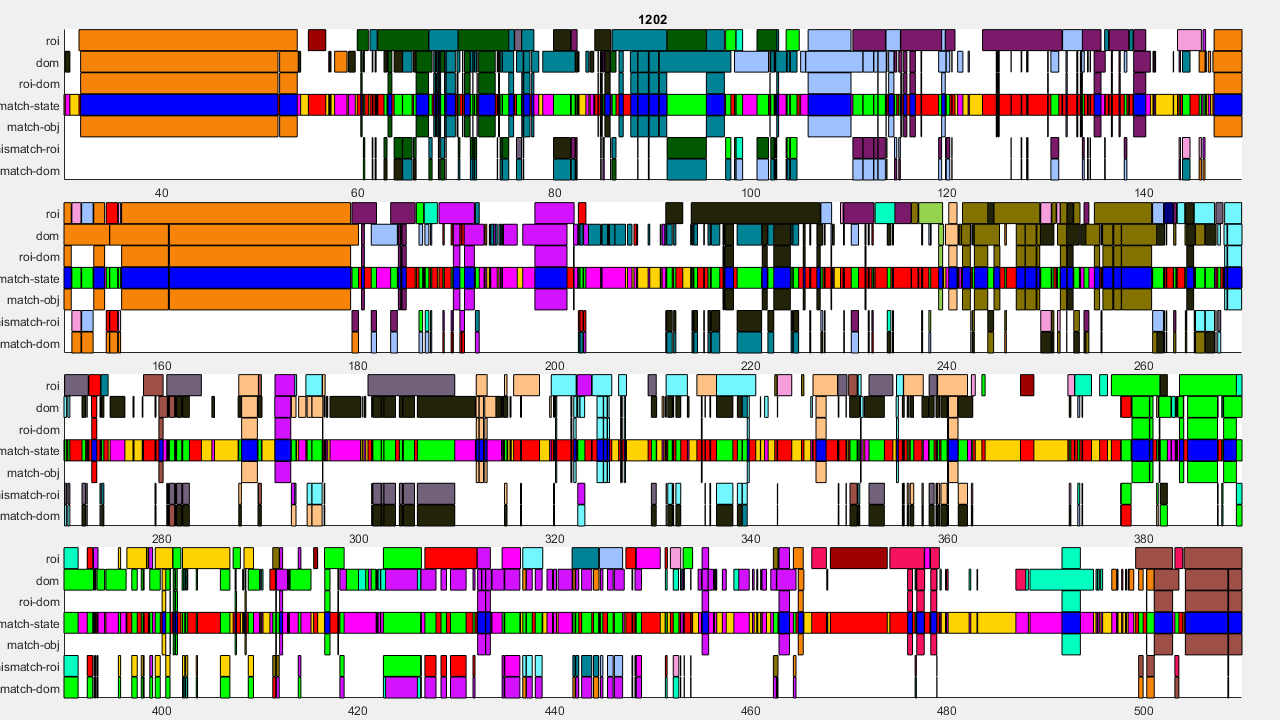 1202
roi
dom
roi-dom
match-state
match-obj
ismatch-roi
match-dom
40 60 80 100 120 140
roi
dom
roi-dom
match-state
match-obj
ismatch-roi
match-dom
160 180 200 220 240 260
roi
dom
roi-dom
match-state
match-obj
ismatch-roi
match-dom
280 300 320 340 360 380
roi
dom
roi-dom
match-state
match-obj
ismatch-roi
match-dom
400 420 440 460 480 500